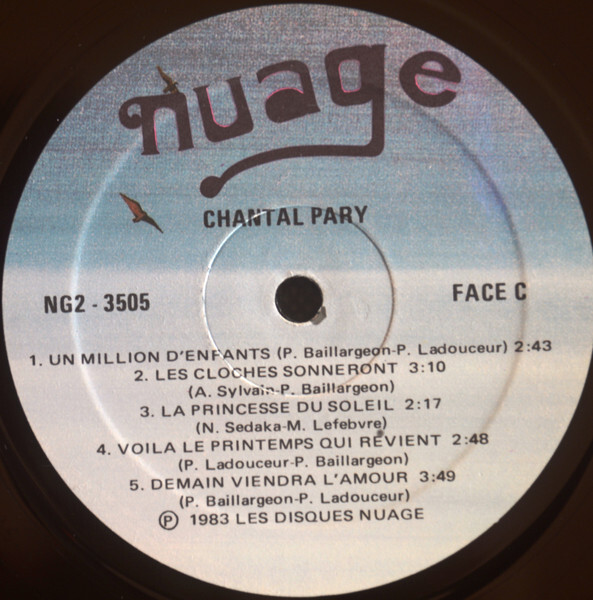 nuage
CHANTAL PARY
NG2 - 3505
FACE C
1. UN MILLION D'ENFANTS (P. Baillargeon-P. Ladouceur) 2:43
2. LES CLOCHES SONNERONT 3:10
(A. Sylvain-P. Baillargeon)
3. LA PRINCESSE DU SOLEIL 2:17
(N. Sedaka-M. Lefebvre)
4. VOILA LE PRINTEMPS QUI REVIENT 2:48
(P. Ladouceur-P. Baillargeon)
5. DEMAIN VIENDRA L'AMOUR 3:49
(P. Baillargeon-P. Ladouceur)
Ⓟ 1983 LES DISQUES NUAGE